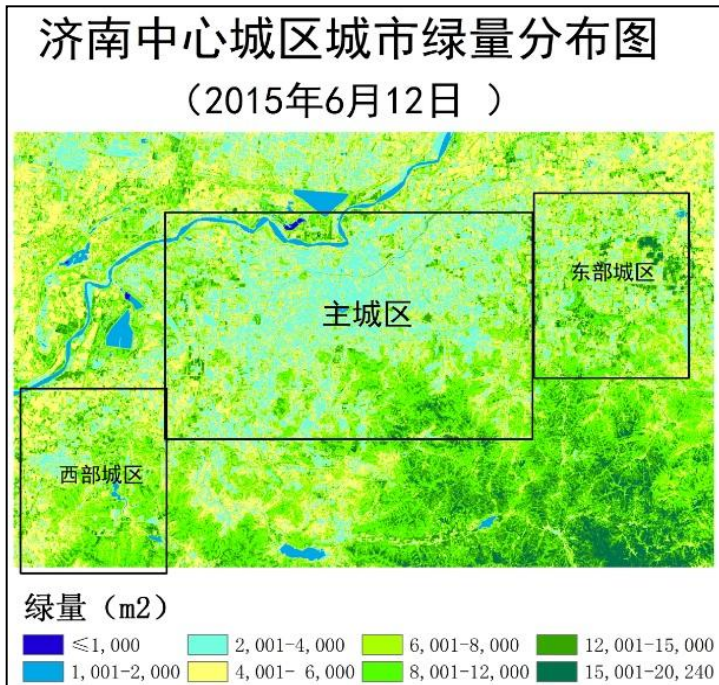 济南中心城区城市绿量分布图
（2015年6月12日 ）
东部城区
主城区
西部城区
绿量（m2）
≤1,000 2,001-4,000 6,001-8,000 12,001-15,000
1,001-2,000 4,001- 6,000 8,001-12,000 15,001-20,240